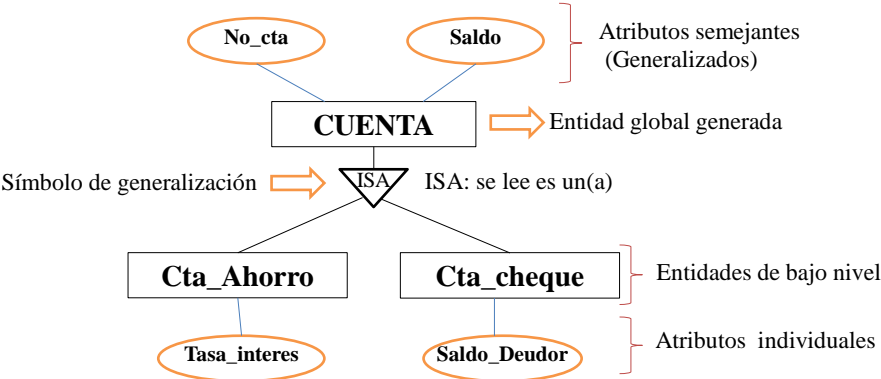 No_cta
Saldo
Atributos semejantes
(Generalizados)
CUENTA
Entidad global generada
Símbolo de generalización
ISA
ISA: se lee es un(a)
Cta_Ahorro
Cta_cheque
Entidades de bajo nivel
Tasa_interes
Saldo_Deudor
Atributos individuales